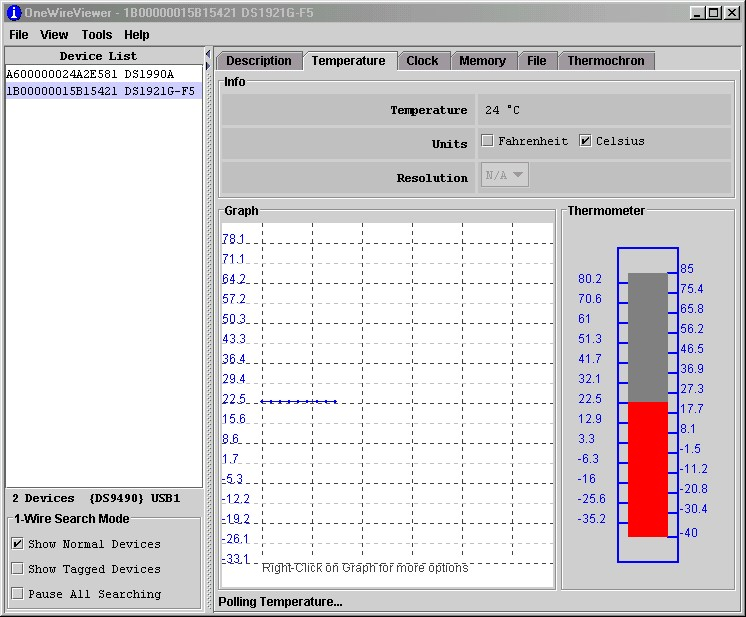 OneWireViewer - 1B00000015B15421 DS1921G-F5
File View Tools Help
Device List
A600000024A2E581 DS1990A
1B00000015B15421 DS1921G-F5
2 Devices {DS9490} USB1
1-Wire Search Mode
Show Normal Devices
Show Tagged Devices
Pause All Searching
Description Temperature Clock Memory File Thermochron
Info
Temperature 24 °C
Units Fahrenheit Celsius
Resolution N/A
Graph
78.1
71.1
64.2
57.2
50.3
43.3
36.4
29.4
22.5
15.6
8.6
1.7
-5.3
-12.2
-19.2
-26.1
-33.1
Right-Click on Graph for more options
Thermometer
85
80.2
75.4
70.6
65.8
61
56.2
51.3
46.5
41.7
36.9
32.1
27.3
22.5
17.7
12.9
8.1
3.3
-1.5
-6.3
-11.2
-16
-20.8
-25.6
-30.4
-35.2
-40
Polling Temperature...